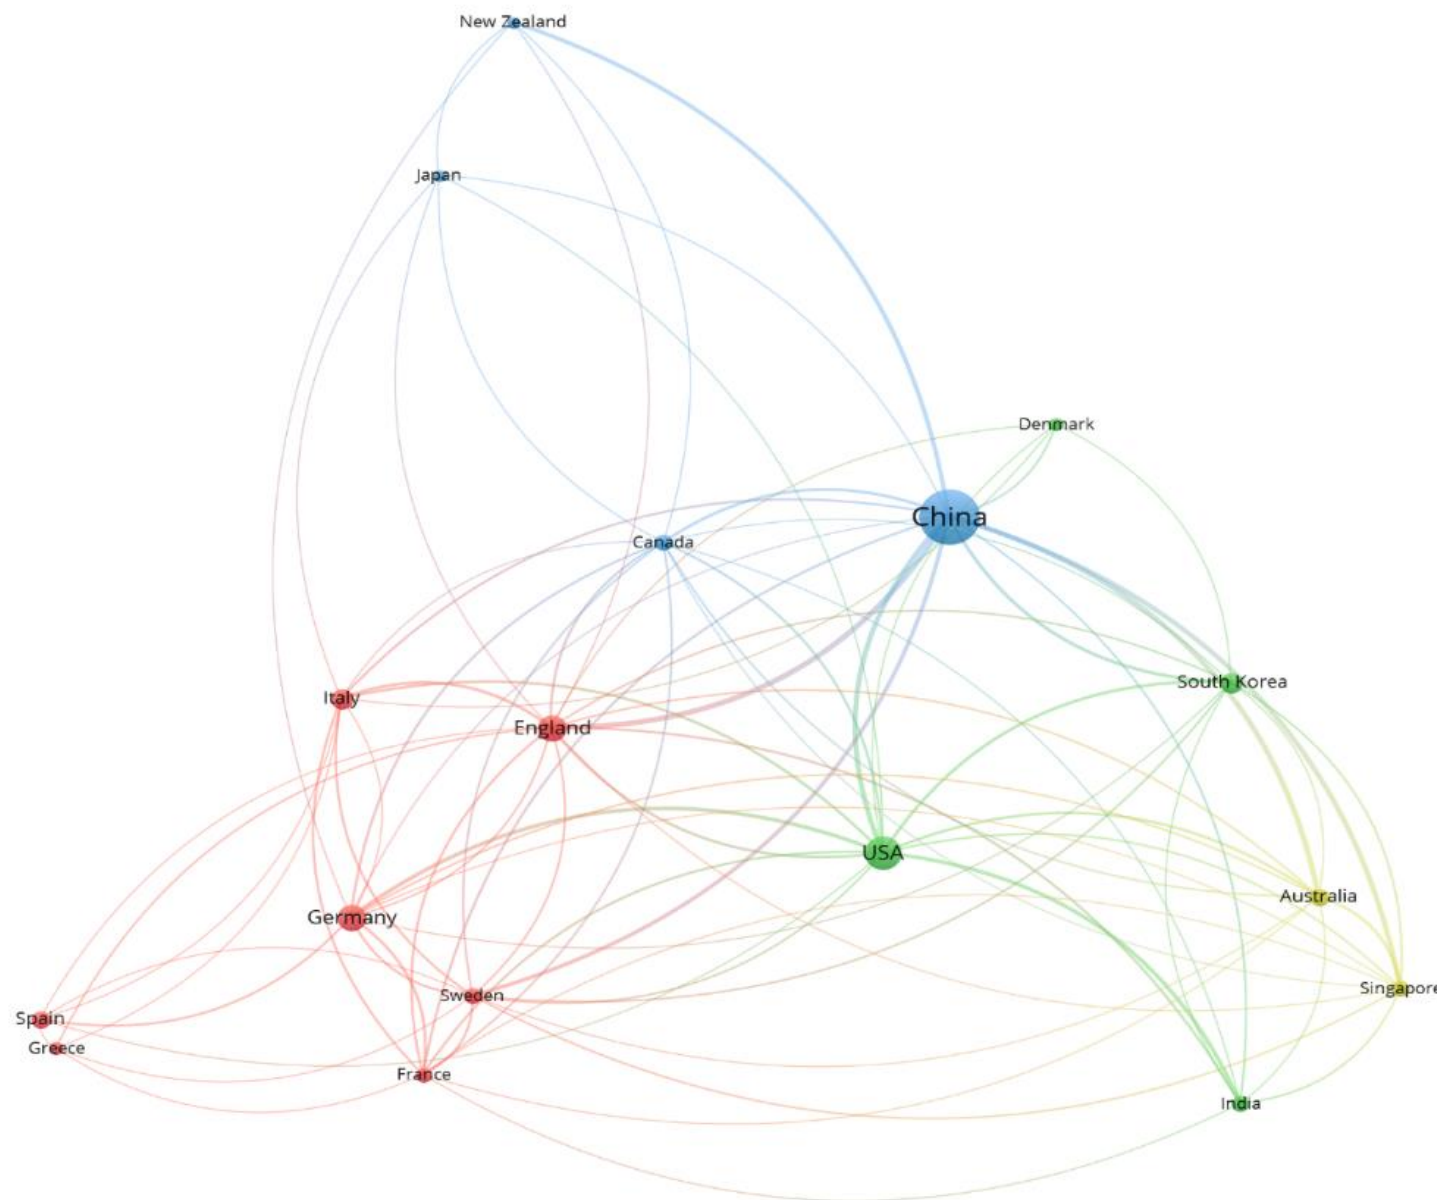 New Zealand
Japan
Denmark
China
Canada
South Korea
Italy
England
USA
Australia
Germany
Singapore
Sweden
Spain
Greece
France
India